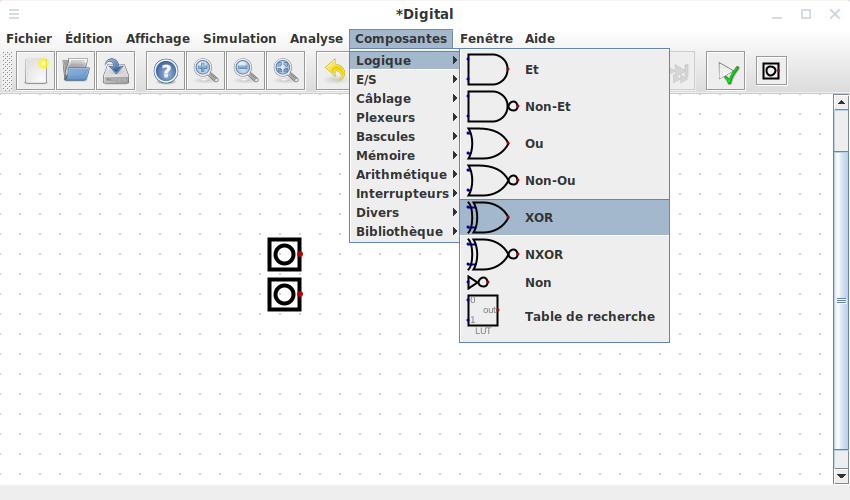 *Digital
Fichier Édition Affichage Simulation Analyse Composantes Fenêtre Aide
Logique
E/S
Câblage
Plexeurs
Bascules
Mémoire
Arithmétique
Interrupteurs
Divers
Bibliothèque
Et
Non-Et
Ou
Non-Ou
XOR
NXOR
Non
0
out
1
LUT
Table de recherche